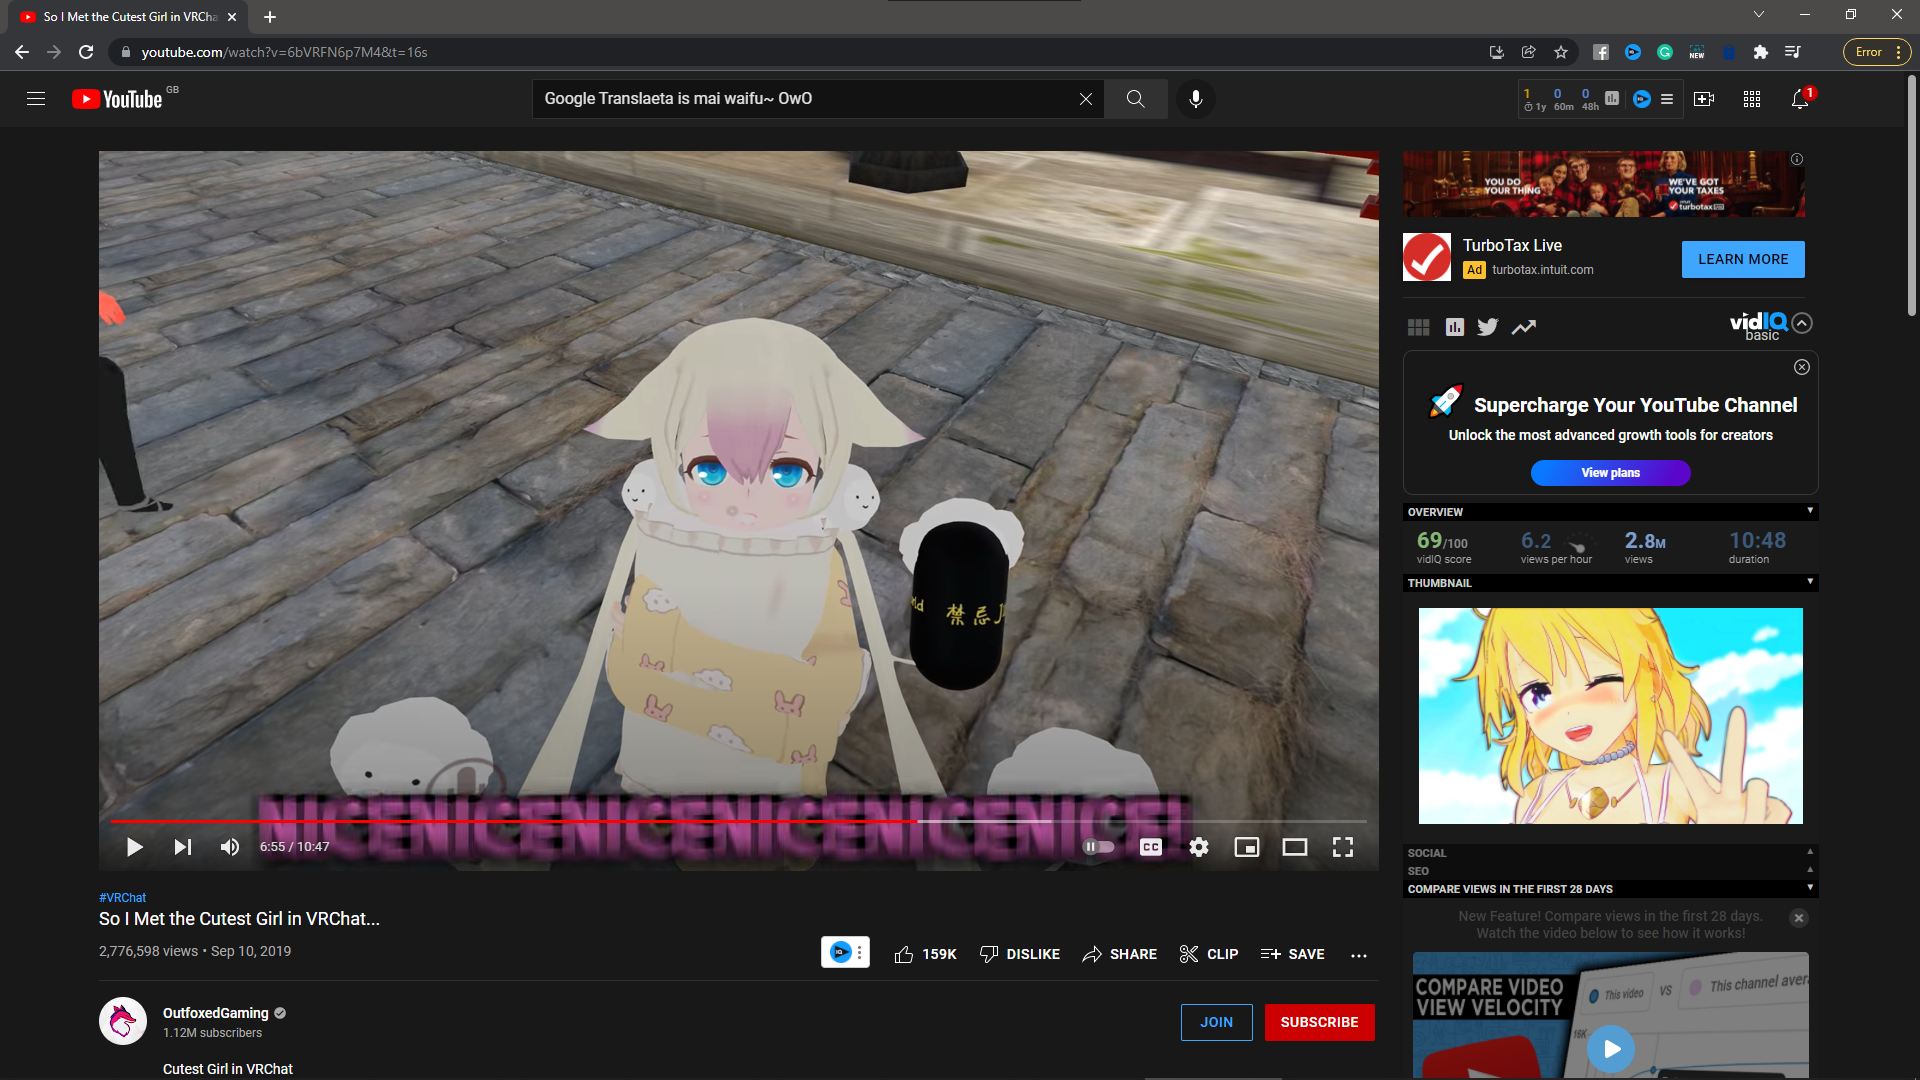 So I Met the Cutest Girl in VRCha
youtube.com/watch?v=6bVRFN6p7M4&t=16s
NEW
Error
YouTube GB
Google Translaeta is mai waifu~ OwO
1 0 0
1y 60m 48h
1
YOU DO
YOUR THING
WE'VE GOT
YOUR TAXES
turbotax
TurboTax Live
Ad turbotax.intuit.com
LEARN MORE
vidIQ
basic
Supercharge Your YouTube Channel
Unlock the most advanced growth tools for creators
View plans
OVERVIEW
69/100 6.2 2.8M 10:48
vidIQ score views per hour views duration
THUMBNAIL
禁忌
NICENICENICENICENICENICE!
6:55 / 10:47
CC
SOCIAL
SEO
COMPARE VIEWS IN THE FIRST 28 DAYS
New Feature! Compare views in the first 28 days.
Watch the video below to see how it works!
COMPARE VIDEO
VIEW VELOCITY
This video VS This channel aver
16K
#VRChat
So I Met the Cutest Girl in VRChat...
2,776,598 views • Sep 10, 2019
159K DISLIKE SHARE CLIP SAVE
OutfoxedGaming
1.12M subscribers
JOIN SUBSCRIBE
Cutest Girl in VRChat